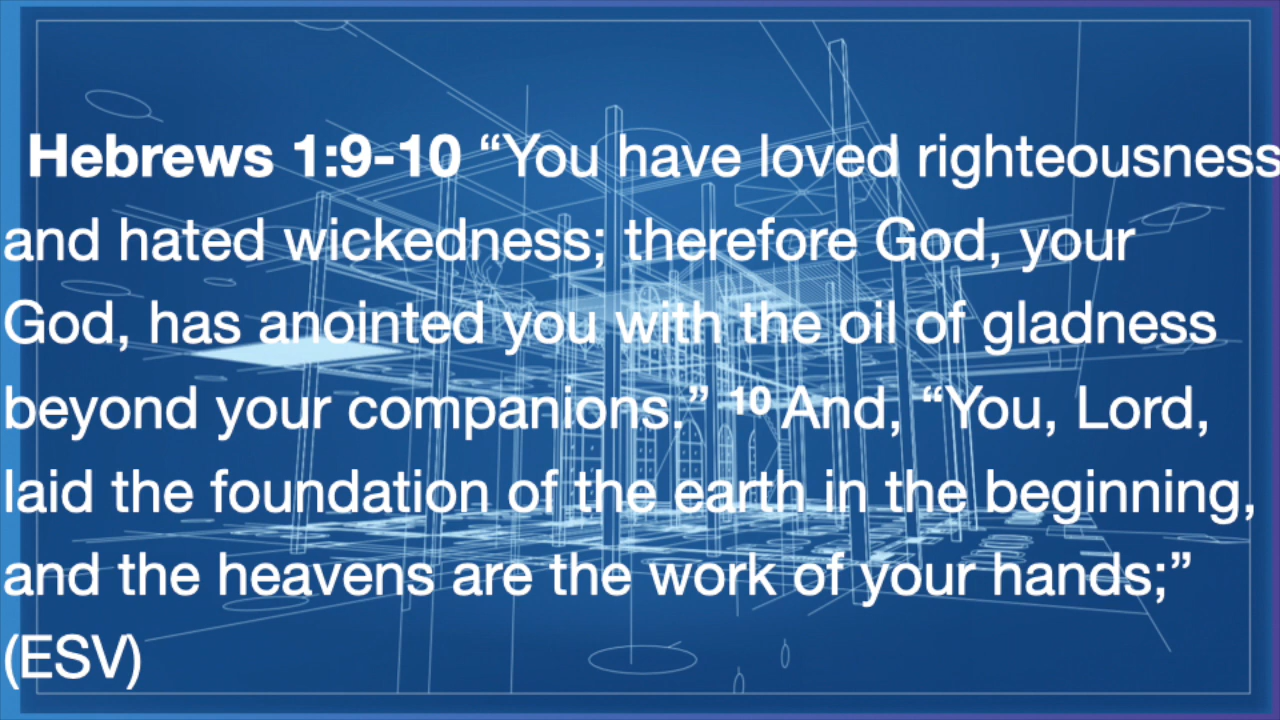 Hebrews 1:9-10 “You have loved righteousness
and hated wickedness; therefore God, your
God, has anointed you with the oil of gladness
beyond your companions.” ¹⁰ And, “You, Lord,
laid the foundation of the earth in the beginning,
and the heavens are the work of your hands;”
(ESV)